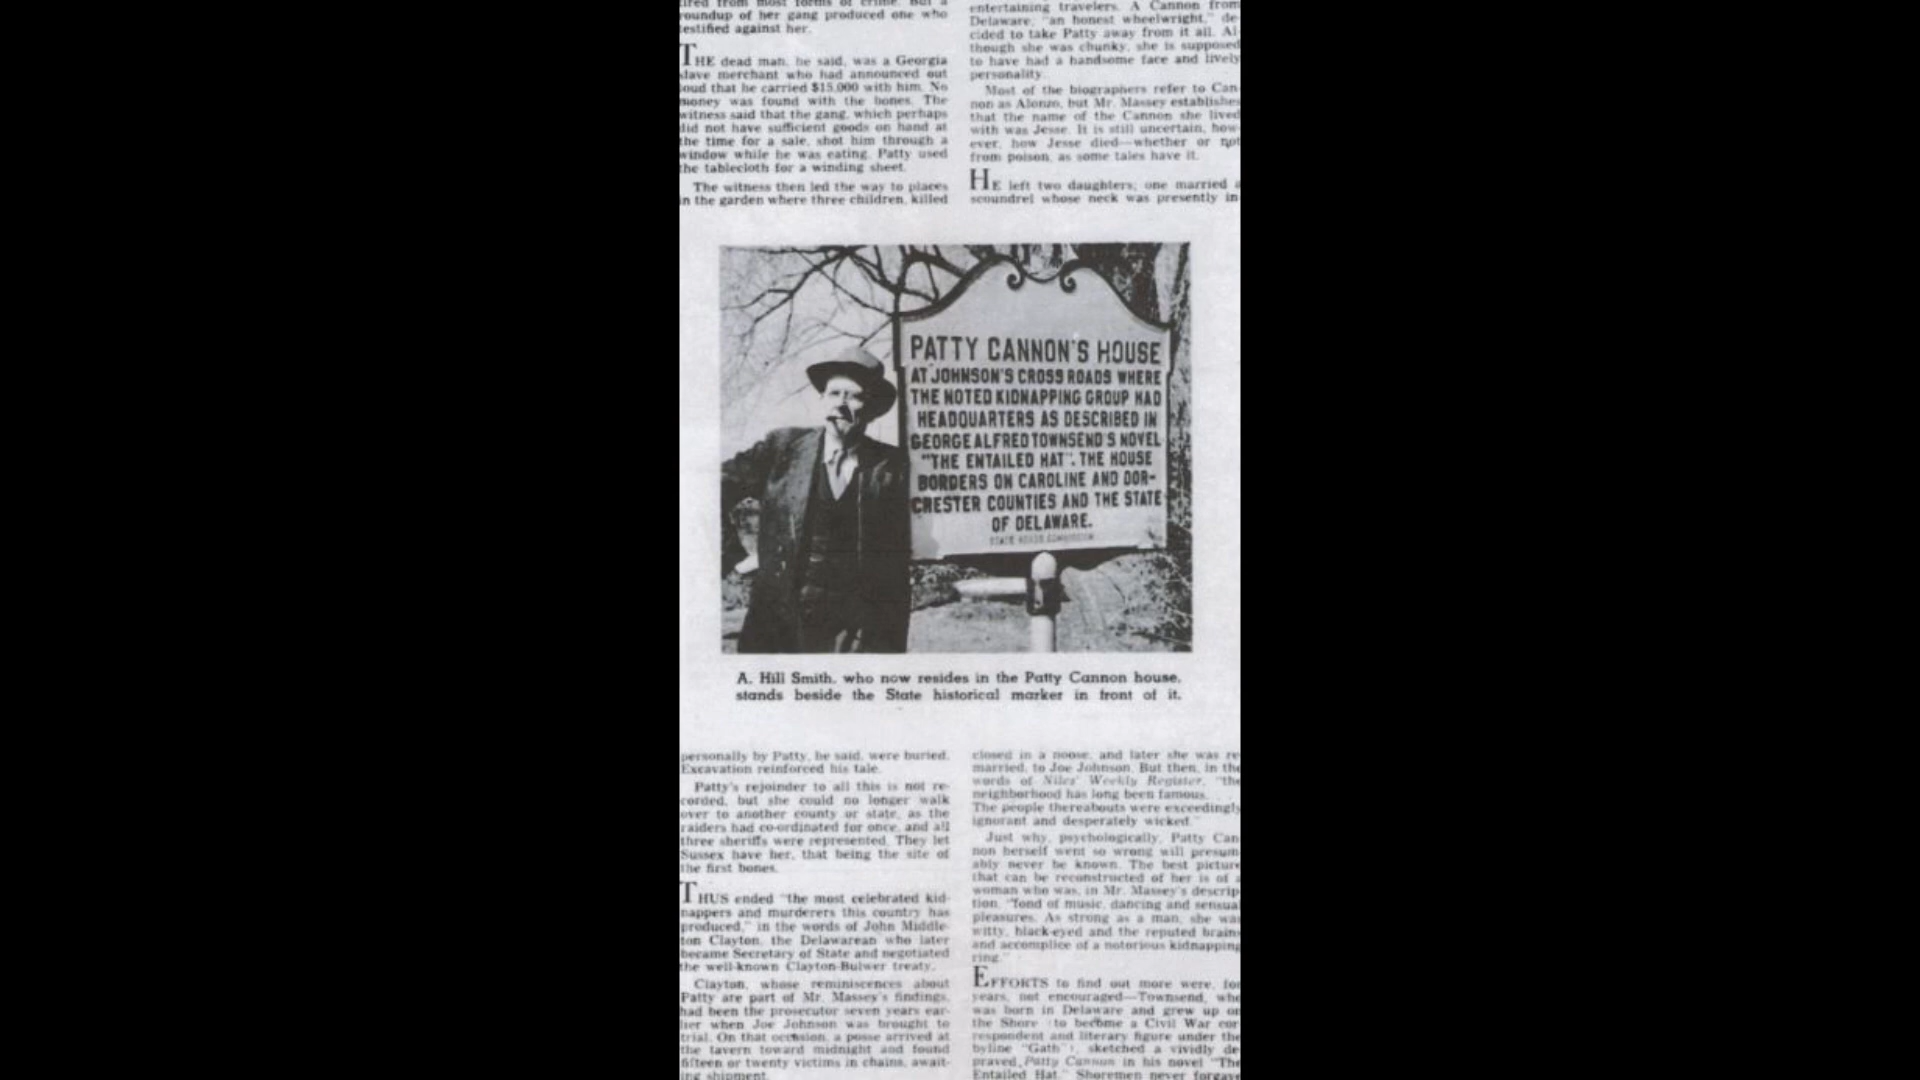 tired from most forms of crime. But a
roundup of her gang produced one who
testified against her.
THE dead man, he said, was a Georgia
slave merchant who had announced out
loud that he carried $15,000 with him. No
money was found with the bones. The
witness said that the gang, which perhaps
did not have sufficient goods on hand at
the time for a sale, shot him through a
window while he was eating. Patty used
the tablecloth for a winding sheet.
The witness then led the way to places
in the garden where three children, killed
entertaining travelers. A Cannon from
Delaware, "an honest wheelwright," de-
cided to take Patty away from it all. Al-
though she was chunky, she is supposed
to have had a handsome face and lively
personality.
Most of the biographers refer to Can-
non as Alonzo, but Mr. Massey establishes
that the name of the Cannon she lived
with was Jesse. It is still uncertain, how-
ever, how Jesse died—whether or not
from poison, as some tales have it.
HE left two daughters; one married a
scoundrel whose neck was presently in-
PATTY CANNON'S HOUSE
AT JOHNSON'S CROSS ROADS WHERE
THE NOTED KIDNAPPING GROUP HAD
HEADQUARTERS AS DESCRIBED IN
GEORGE ALFRED TOWNSEND'S NOVEL
"THE ENTAILED HAT". THE HOUSE
BORDERS ON CAROLINE AND DOR-
CHESTER COUNTIES AND THE STATE
OF DELAWARE.
STATE ROADS COMMISSION
A. Hill Smith, who now resides in the Patty Cannon house,
stands beside the State historical marker in front of it.
personally by Patty, he said, were buried.
Excavation reinforced his tale.
Patty's rejoinder to all this is not re-
corded, but she could no longer walk
over to another county or state, as the
raiders had co-ordinated for once, and all
three sheriffs were represented. They let
Sussex have her, that being the site of
the first bones.
THUS ended "the most celebrated kid-
nappers and murderers this country has
produced," in the words of John Middle-
ton Clayton, the Delawarean who later
became Secretary of State and negotiated
the well-known Clayton-Bulwer treaty.
Clayton, whose reminiscences about
Patty are part of Mr. Massey's findings,
had been the prosecutor seven years ear-
lier when Joe Johnson was brought to
trial. On that occasion, a posse arrived at
the tavern toward midnight and found
fifteen or twenty victims in chains, await-
ing shipment.
closed in a noose, and later she was re-
married, to Joe Johnson. But then, in the
words of Niles' Weekly Register, "the
neighborhood has long been famous.
The people thereabouts were exceedingly
ignorant and desperately wicked."
Just why, psychologically, Patty Can-
non herself went so wrong will presum-
ably never be known. The best picture
that can be reconstructed of her is of a
woman who was, in Mr. Massey's descrip-
tion, "fond of music, dancing and sensual
pleasures. As strong as a man, she was
witty, black-eyed and the reputed brains
and accomplice of a notorious kidnapping
ring."
EFFORTS to find out more were, for
years, not encouraged—Townsend, who
was born in Delaware and grew up on
the Shore (to become a Civil War cor-
respondent and literary figure under the
byline "Gath"), sketched a vividly de-
praved Patty Cannon in his novel "The
Entailed Hat." Shoremen never forgave